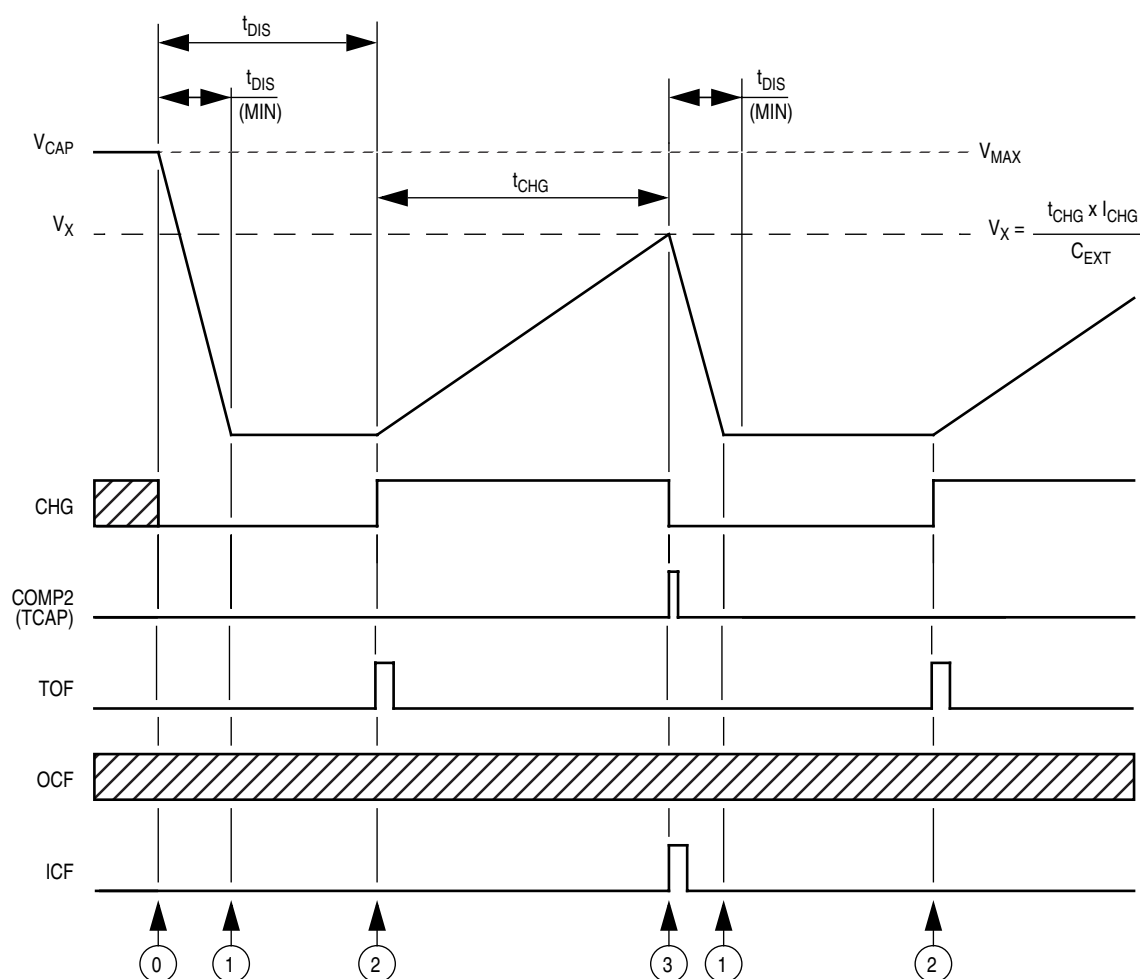 tDIS
tDIS
(MIN)
tDIS
(MIN)
VCAP
VMAX
tCHG
VX
VX = tCHG x ICHG
CEXT
CHG
COMP2
(TCAP)
TOF
OCF
ICF
0 1 2 3 1 2